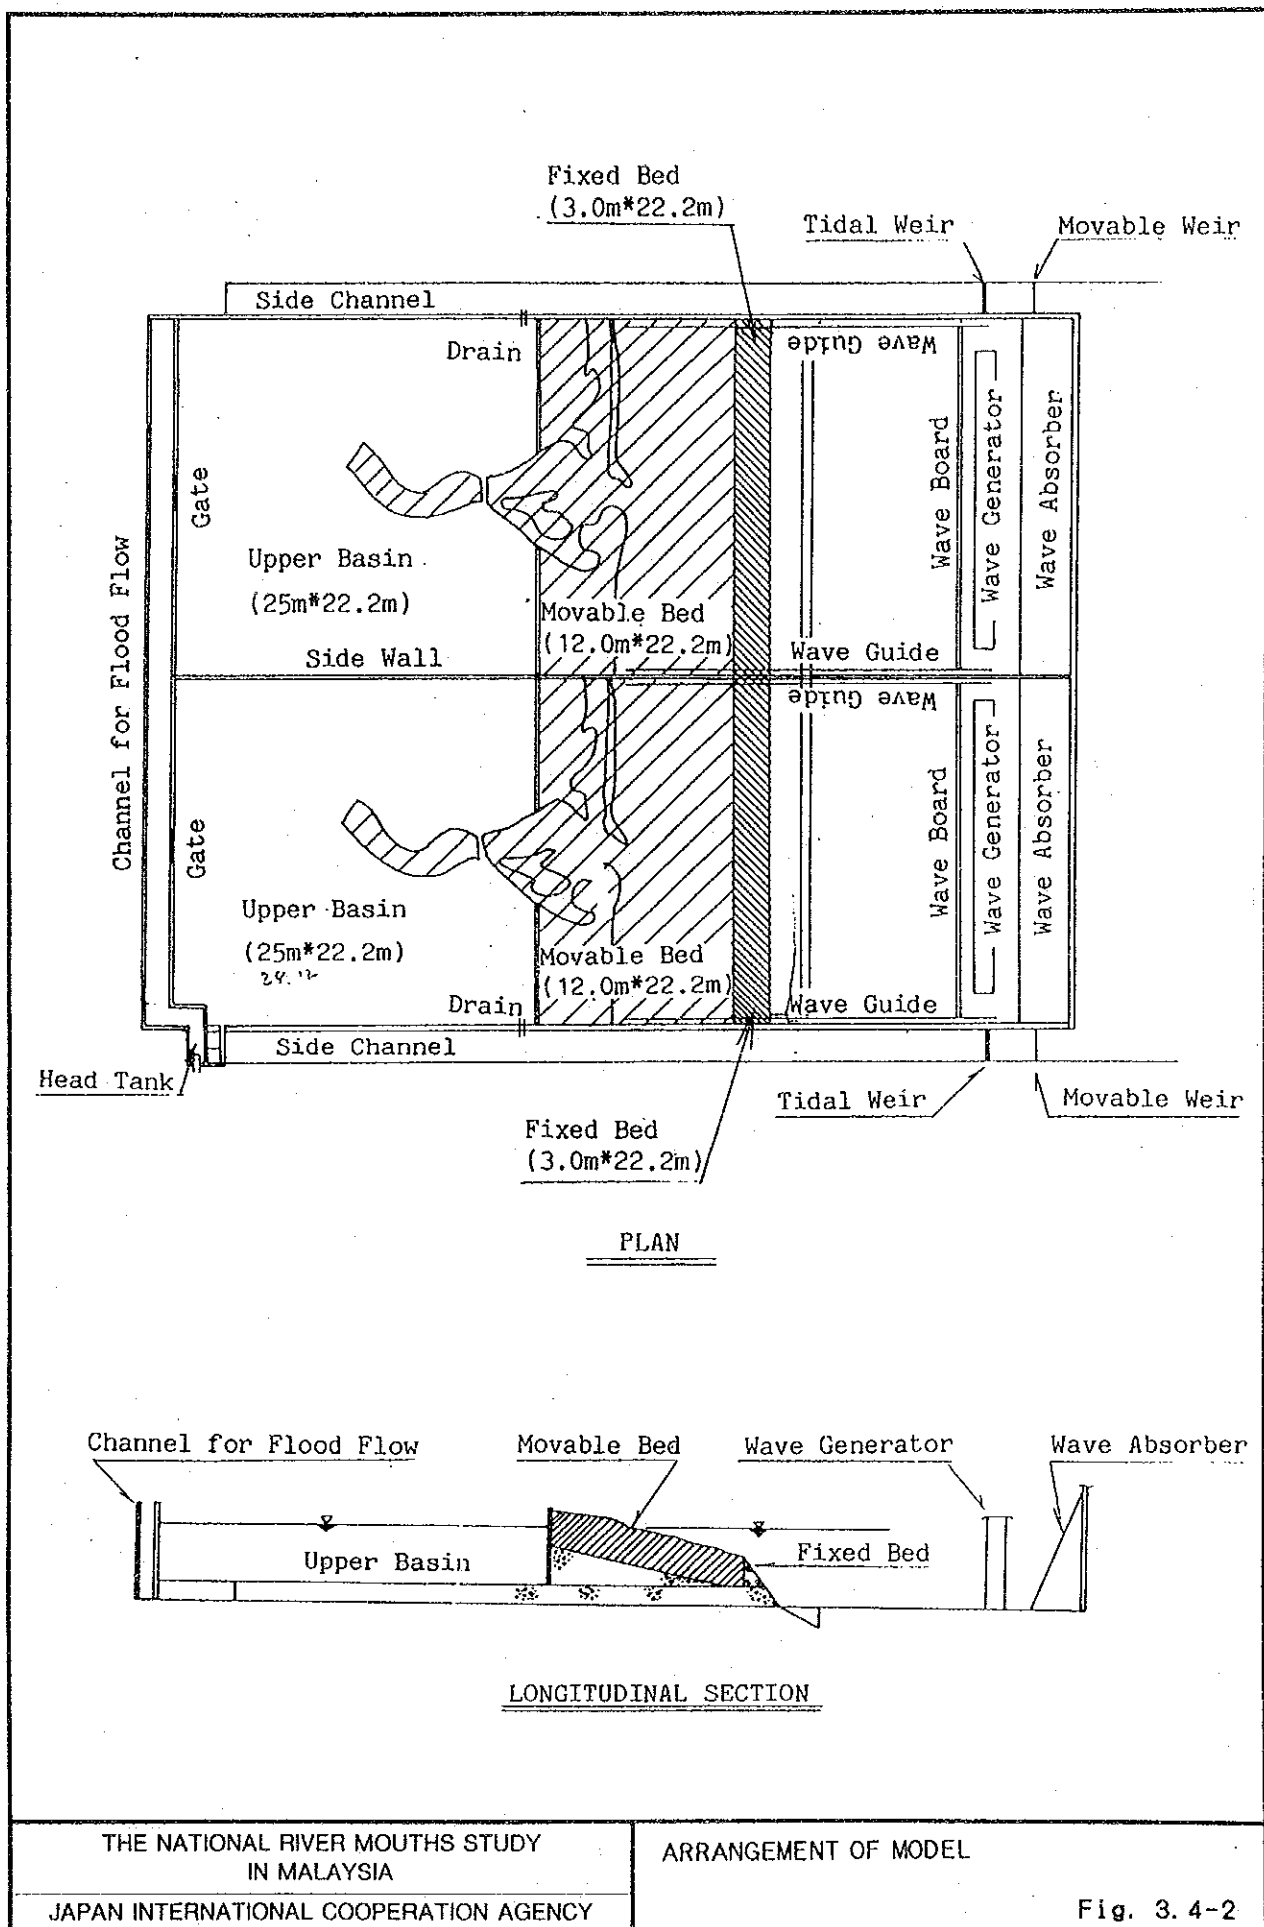 Fixed Bed
(3.0m*22.2m)
Tidal Weir
Movable Weir
Side Channel
Drain
Wave Guide
Gate
Channel for Flood Flow
Upper Basin
(25m*22.2m)
Side Wall
Movable Bed
(12.0m*22.2m)
Wave Guide
Wave Board
Wave Generator
Wave Absorber
Wave Guide
Gate
Upper Basin
(25m*22.2m)
Movable Bed
(12.0m*22.2m)
Wave Guide
Wave Board
Wave Generator
Wave Absorber
Drain
Side Channel
Head Tank
Tidal Weir
Movable Weir
Fixed Bed
(3.0m*22.2m)
PLAN
Channel for Flood Flow
Movable Bed
Wave Generator
Wave Absorber
Upper Basin
Fixed Bed
LONGITUDINAL SECTION
THE NATIONAL RIVER MOUTHS STUDY
IN MALAYSIA
JAPAN INTERNATIONAL COOPERATION AGENCY
ARRANGEMENT OF MODEL
Fig. 3.4-2